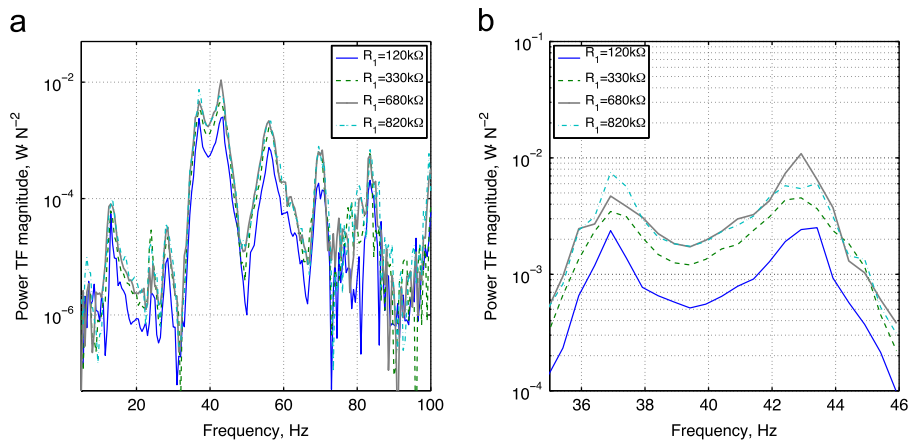 a
Power TF magnitude, W·N⁻²
10⁻²
10⁻⁴
10⁻⁶
20 40 60 80 100
Frequency, Hz
R₁=120kΩ
R₁=330kΩ
R₁=680kΩ
R₁=820kΩ
b
Power TF magnitude, W·N⁻²
10⁻¹
10⁻²
10⁻³
10⁻⁴
36 38 40 42 44 46
Frequency, Hz
R₁=120kΩ
R₁=330kΩ
R₁=680kΩ
R₁=820kΩ